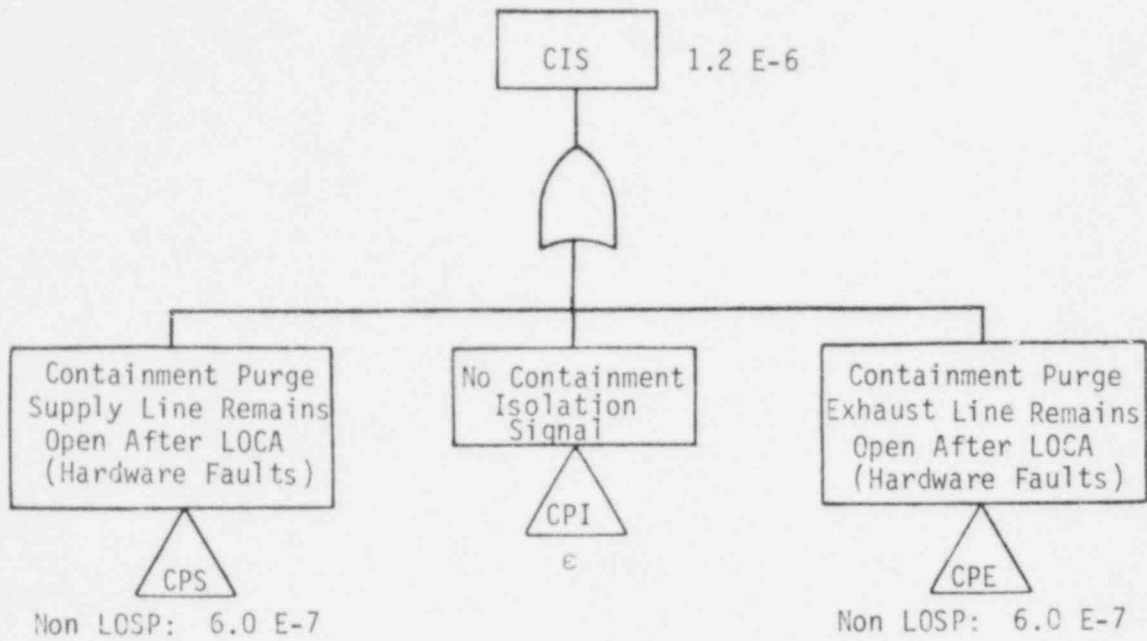 CIS
1.2 E-6
Containment Purge
Supply Line Remains
Open After LOCA
(Hardware Faults)
CPS
Non LOSP: 6.0 E-7
No Containment
Isolation
Signal
CPI
ε
Containment Purge
Exhaust Line Remains
Open After LOCA
(Hardware Faults)
CPE
Non LOSP: 6.0 E-7